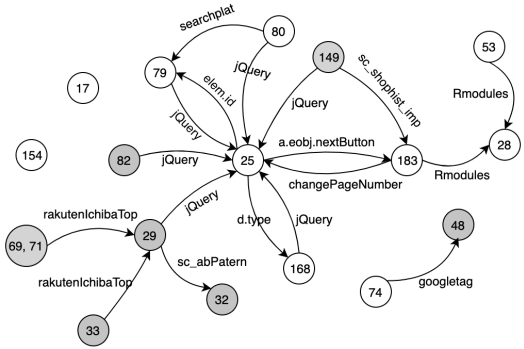 searchplat
80
53
149
79
jQuery
sc_shophist_imp
17
elem.id
Rmodules
jQuery
jQuery
a.eobj.nextButton
28
154
82
jQuery
25
183
changePageNumber
Rmodules
rakutenIchibaTop
jQuery
69, 71
29
d.type
jQuery
48
sc_abPatern
168
rakutenIchibaTop
googletag
32
74
33